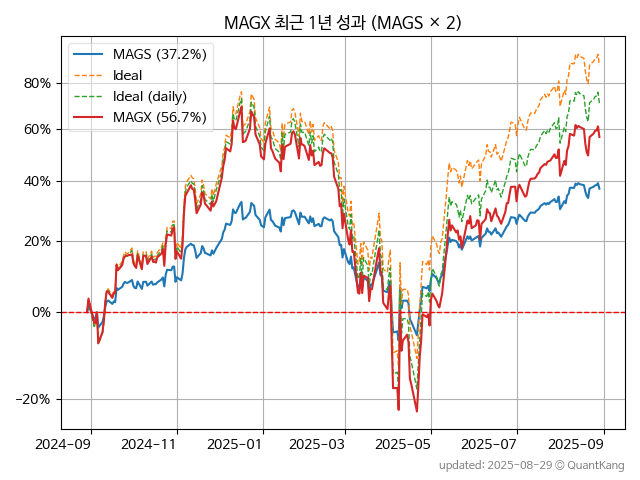 MAGX 최근 1년 성과 (MAGS × 2)
MAGS (37.2%)
Ideal
Ideal (daily)
MAGX (56.7%)
80%
60%
40%
20%
0%
−20%
2024-09 2024-11 2025-01 2025-03 2025-05 2025-07 2025-09
updated: 2025-08-29 © QuantKang